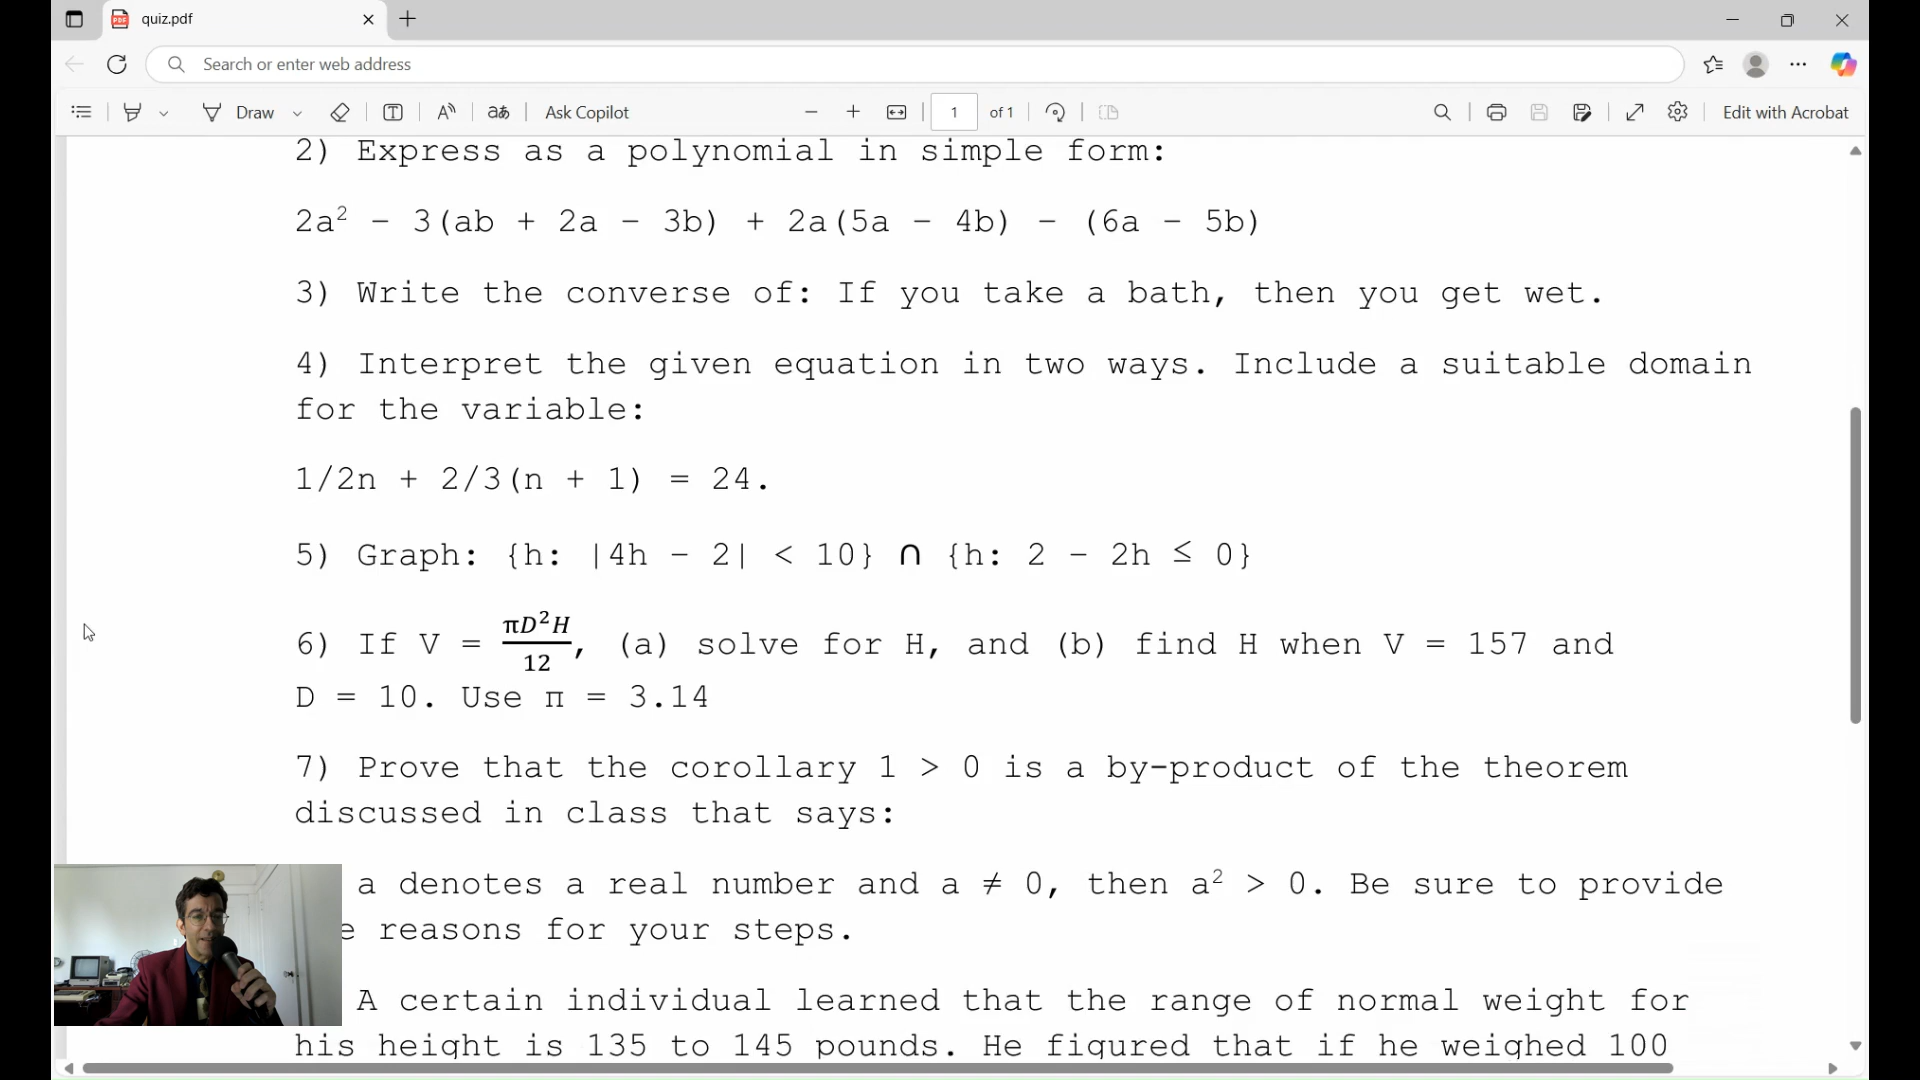 quiz.pdf
Search or enter web address
Draw
aあ
Ask Copilot
1 of 1
Edit with Acrobat
2) Express as a polynomial in simple form:
2a² − 3(ab + 2a − 3b) + 2a(5a − 4b) − (6a − 5b)
3) Write the converse of: If you take a bath, then you get wet.
4) Interpret the given equation in two ways. Include a suitable domain
for the variable:
1/2n + 2/3(n + 1) = 24.
5) Graph: {h: |4h − 2| < 10} ∩ {h: 2 − 2h ≤ 0}
6) If V = πD²H/12, (a) solve for H, and (b) find H when V = 157 and
D = 10. Use π = 3.14
7) Prove that the corollary 1 > 0 is a by-product of the theorem
discussed in class that says:
a denotes a real number and a ≠ 0, then a² > 0. Be sure to provide
e reasons for your steps.
A certain individual learned that the range of normal weight for
his height is 135 to 145 pounds. He figured that if he weighed 100